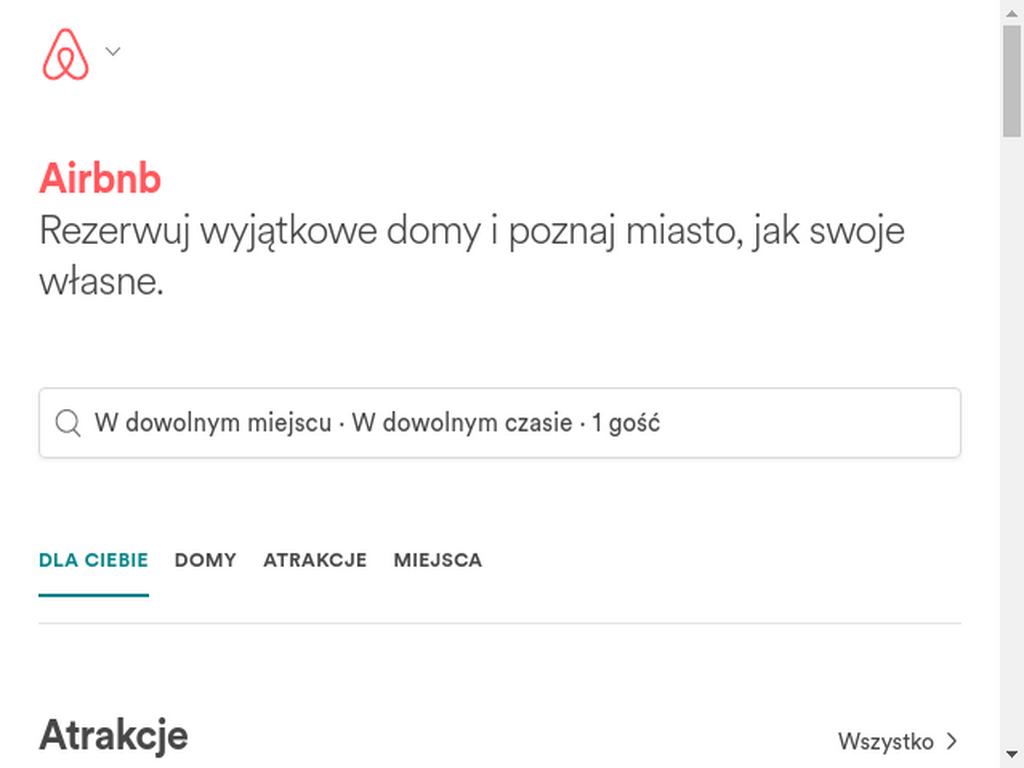 Airbnb
Rezerwuj wyjątkowe domy i poznaj miasto, jak swoje
własne.
W dowolnym miejscu · W dowolnym czasie · 1 gość
DLA CIEBIE DOMY ATRAKCJE MIEJSCA
Atrakcje Wszystko